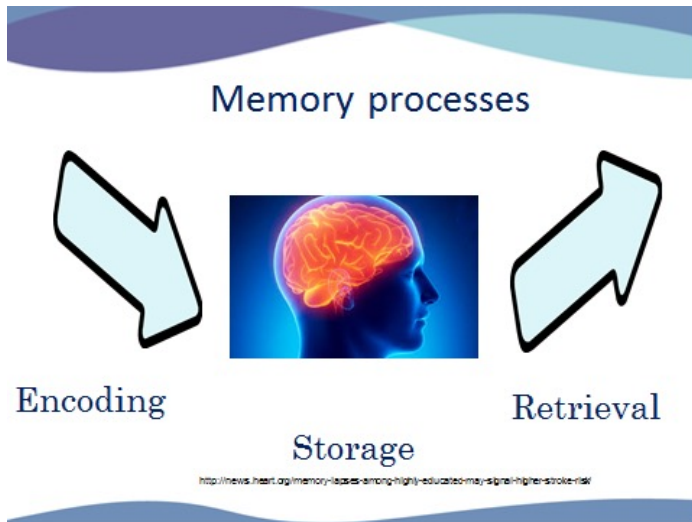 Memory processes
Encoding
Retrieval
Storage
http://news.heart.org/memory-lapses-among-highly-educated-may-signal-higher-stroke-risk/